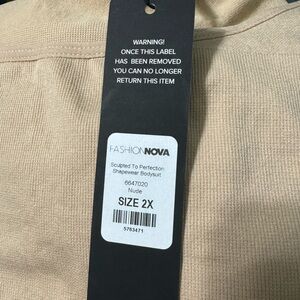 WARNING!
ONCE THIS LABEL
HAS BEEN REMOVED
YOU CAN NO LONGER
RETURN THIS ITEM
FASHIONNOVA
Sculpted To Perfection
Shapewear Bodysuit
6647020
Nude
SIZE 2X
5783471